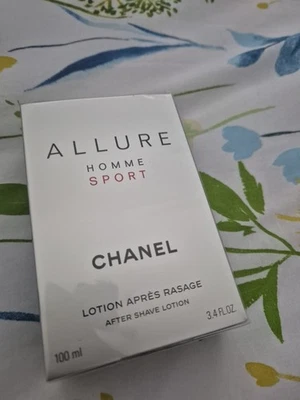 ALLURE
HOMME
SPORT
CHANEL
LOTION APRÈS RASAGE
AFTER SHAVE LOTION
100 ml
3.4 FL.OZ.